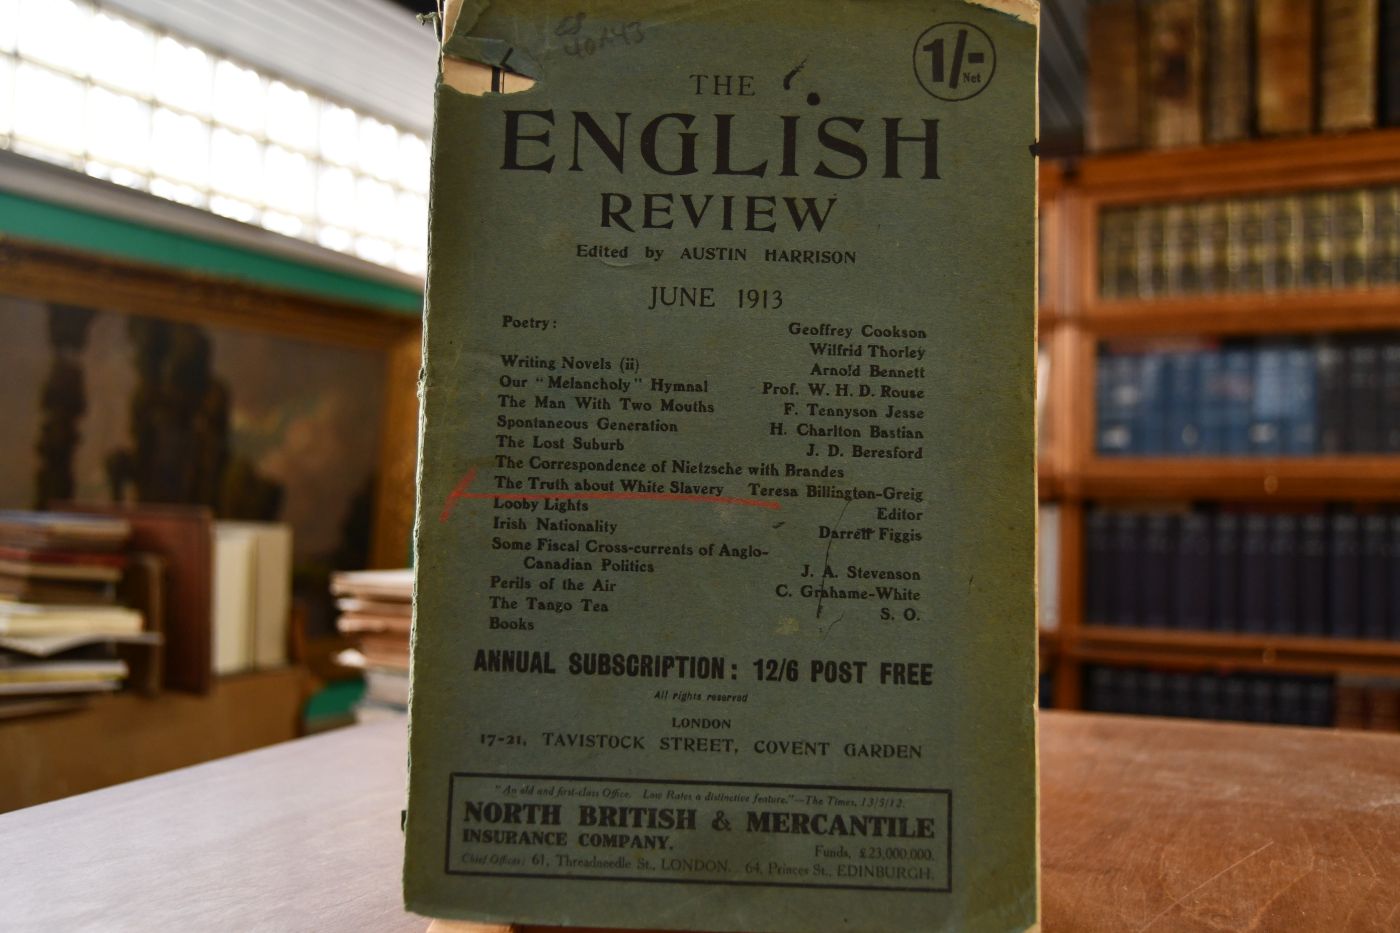 1/- Net
THE
ENGLISH
REVIEW
Edited by AUSTIN HARRISON
JUNE 1913
Poetry: Geoffrey Cookson
Wilfrid Thorley
Writing Novels (ii) Arnold Bennett
Our "Melancholy" Hymnal Prof. W. H. D. Rouse
The Man With Two Mouths F. Tennyson Jesse
Spontaneous Generation H. Charlton Bastian
The Lost Suburb J. D. Beresford
The Correspondence of Nietzsche with Brandes
The Truth about White Slavery Teresa Billington-Greig
Looby Lights Editor
Irish Nationality Darrell Figgis
Some Fiscal Cross-currents of Anglo-
Canadian Politics J. A. Stevenson
Perils of the Air C. Grahame-White
The Tango Tea S. O.
Books
ANNUAL SUBSCRIPTION: 12/6 POST FREE
All rights reserved
LONDON
17-21, TAVISTOCK STREET, COVENT GARDEN
"An old and first-class Office. Low Rates a distinctive feature."—The Times, 13/5/12.
NORTH BRITISH & MERCANTILE
INSURANCE COMPANY.
Funds, £23,000,000.
Chief Offices: 61, Threadneedle St., LONDON. 64, Princes St., EDINBURGH.